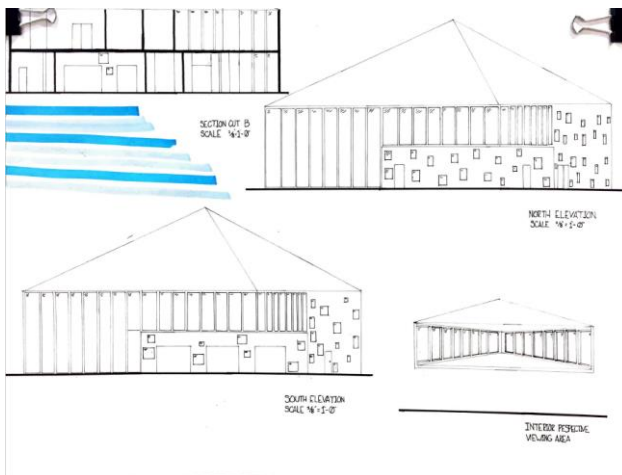 SECTION CUT B
SCALE ⅛"=1'-0"
NORTH ELEVATION
SCALE ⅛"=1'-0"
SOUTH ELEVATION
SCALE ⅛"=1'-0"
INTERIOR PESPECTIVE
VIEWING AREA